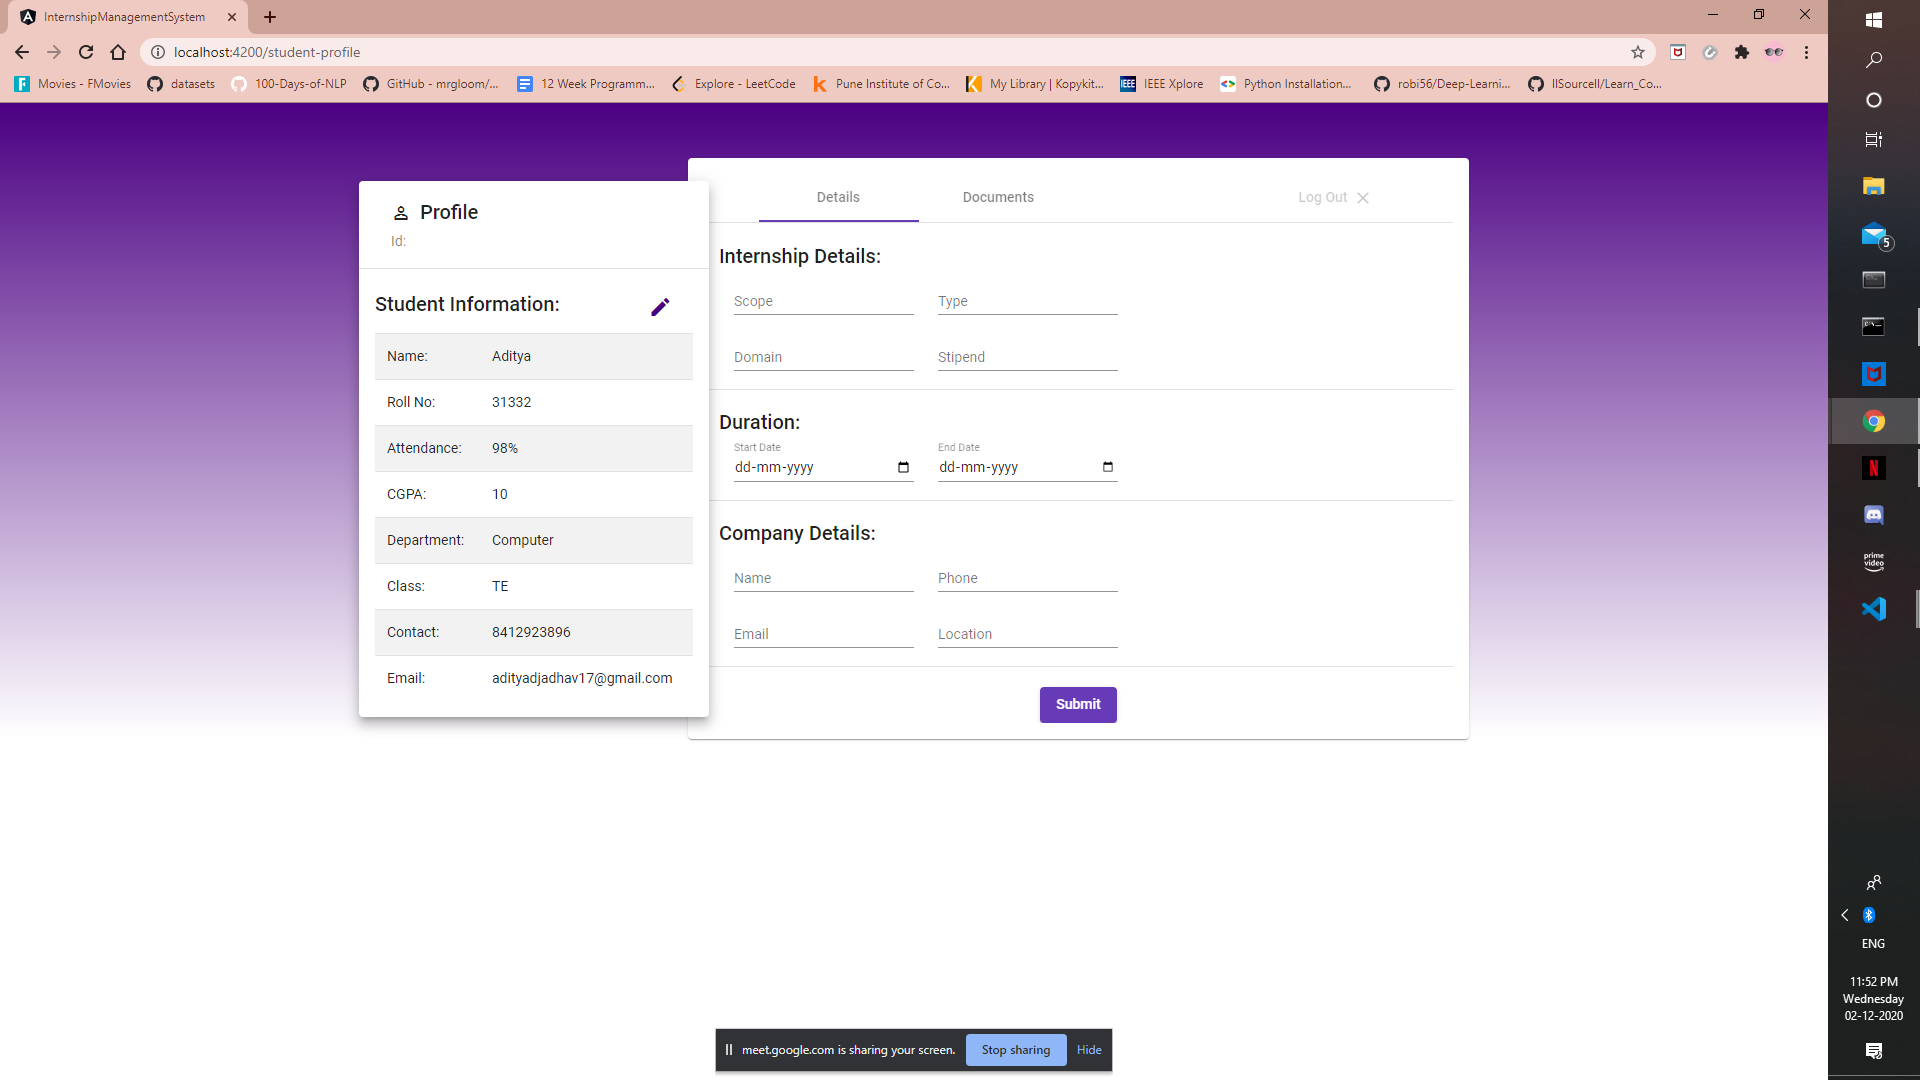 InternshipManagementSystem
localhost:4200/student-profile
Movies - FMovies
datasets
100-Days-of-NLP
GitHub - mrgloom/...
12 Week Programm...
Explore - LeetCode
Pune Institute of Co...
My Library | Kopykit...
IEEE
IEEE Xplore
Python Installation...
robi56/Deep-Learni...
llSourcell/Learn_Co...
Profile
Id:
Student Information:
Name: Aditya
Roll No: 31332
Attendance: 98%
CGPA: 10
Department: Computer
Class: TE
Contact: 8412923896
Email: adityadjadhav17@gmail.com
Details
Documents
Log Out
Internship Details:
Scope
Type
Domain
Stipend
Duration:
Start Date
End Date
dd-mm-yyyy
dd-mm-yyyy
Company Details:
Name
Phone
Email
Location
Submit
meet.google.com is sharing your screen.
Stop sharing
Hide
5
prime
video
ENG
11:52 PM
Wednesday
02-12-2020